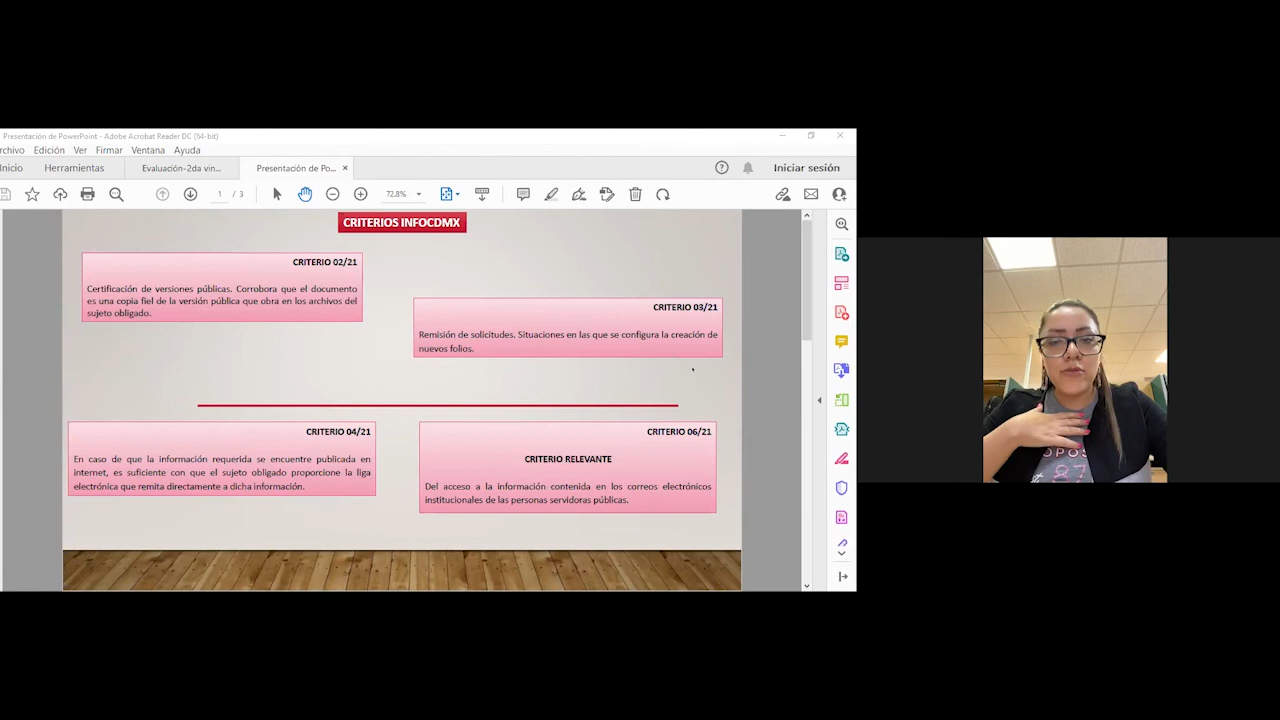 Presentación de PowerPoint - Adobe Acrobat Reader DC (64-bit)
rchivo Edición Ver Firmar Ventana Ayuda
Inicio Herramientas Evaluación-2da vin... Presentación de Po... Iniciar sesión
1 / 3 72.8%
CRITERIOS INFOCDMX
CRITERIO 02/21
Certificación de versiones públicas. Corrobora que el documento
es una copia fiel de la versión pública que obra en los archivos del
sujeto obligado.
CRITERIO 03/21
Remisión de solicitudes. Situaciones en las que se configura la creación de
nuevos folios.
CRITERIO 04/21
En caso de que la información requerida se encuentre publicada en
internet, es suficiente con que el sujeto obligado proporcione la liga
electrónica que remita directamente a dicha información.
CRITERIO 06/21
CRITERIO RELEVANTE
Del acceso a la información contenida en los correos electrónicos
institucionales de las personas servidoras públicas.
OPOS
87